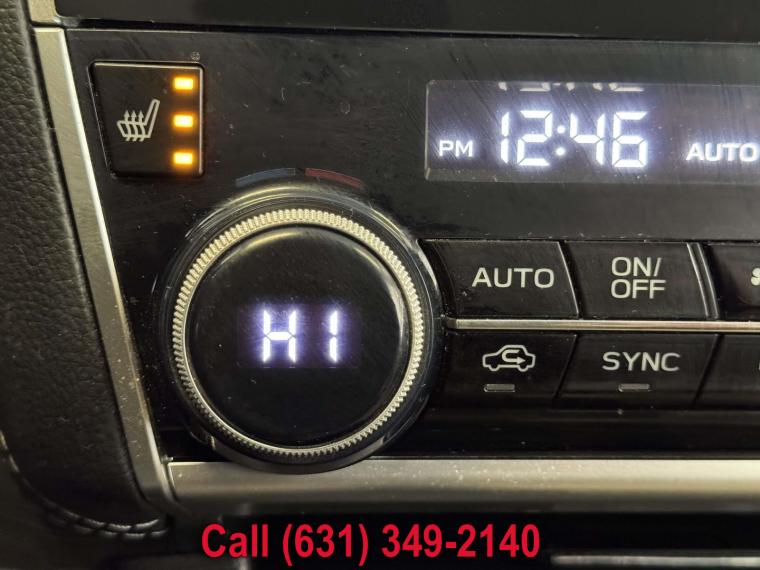 PM 12:46 AUTO
HI
AUTO
ON/
OFF
SYNC
Call (631) 349-2140